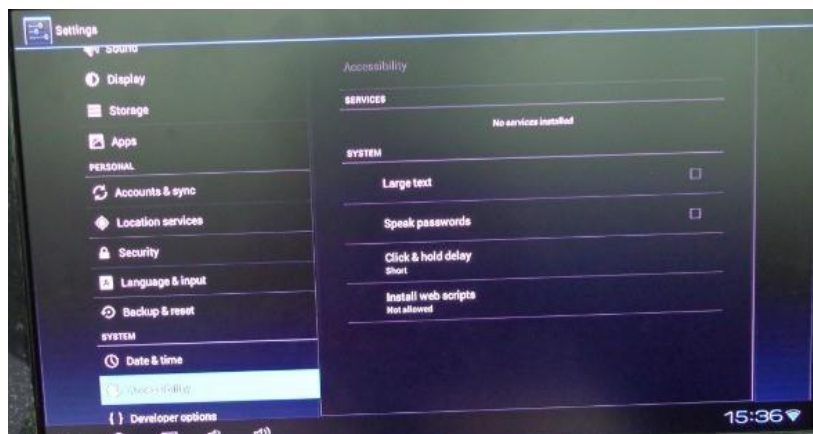 Settings
Sound
Display
Storage
Apps
PERSONAL
Accounts & sync
Location services
Security
Language & input
Backup & reset
SYSTEM
Date & time
Accessibility
{ } Developer options
Accessibility
SERVICES
No services installed
SYSTEM
Large text
Speak passwords
Click & hold delay
Short
Install web scripts
Not allowed
15:36